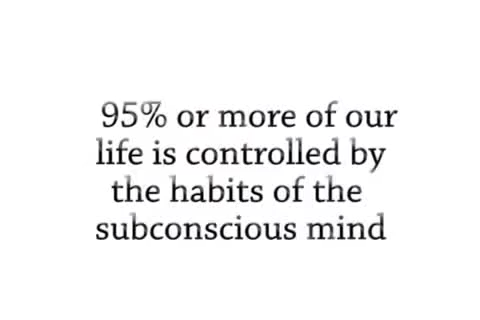 95% or more of our
life is controlled by
the habits of the
subconscious mind